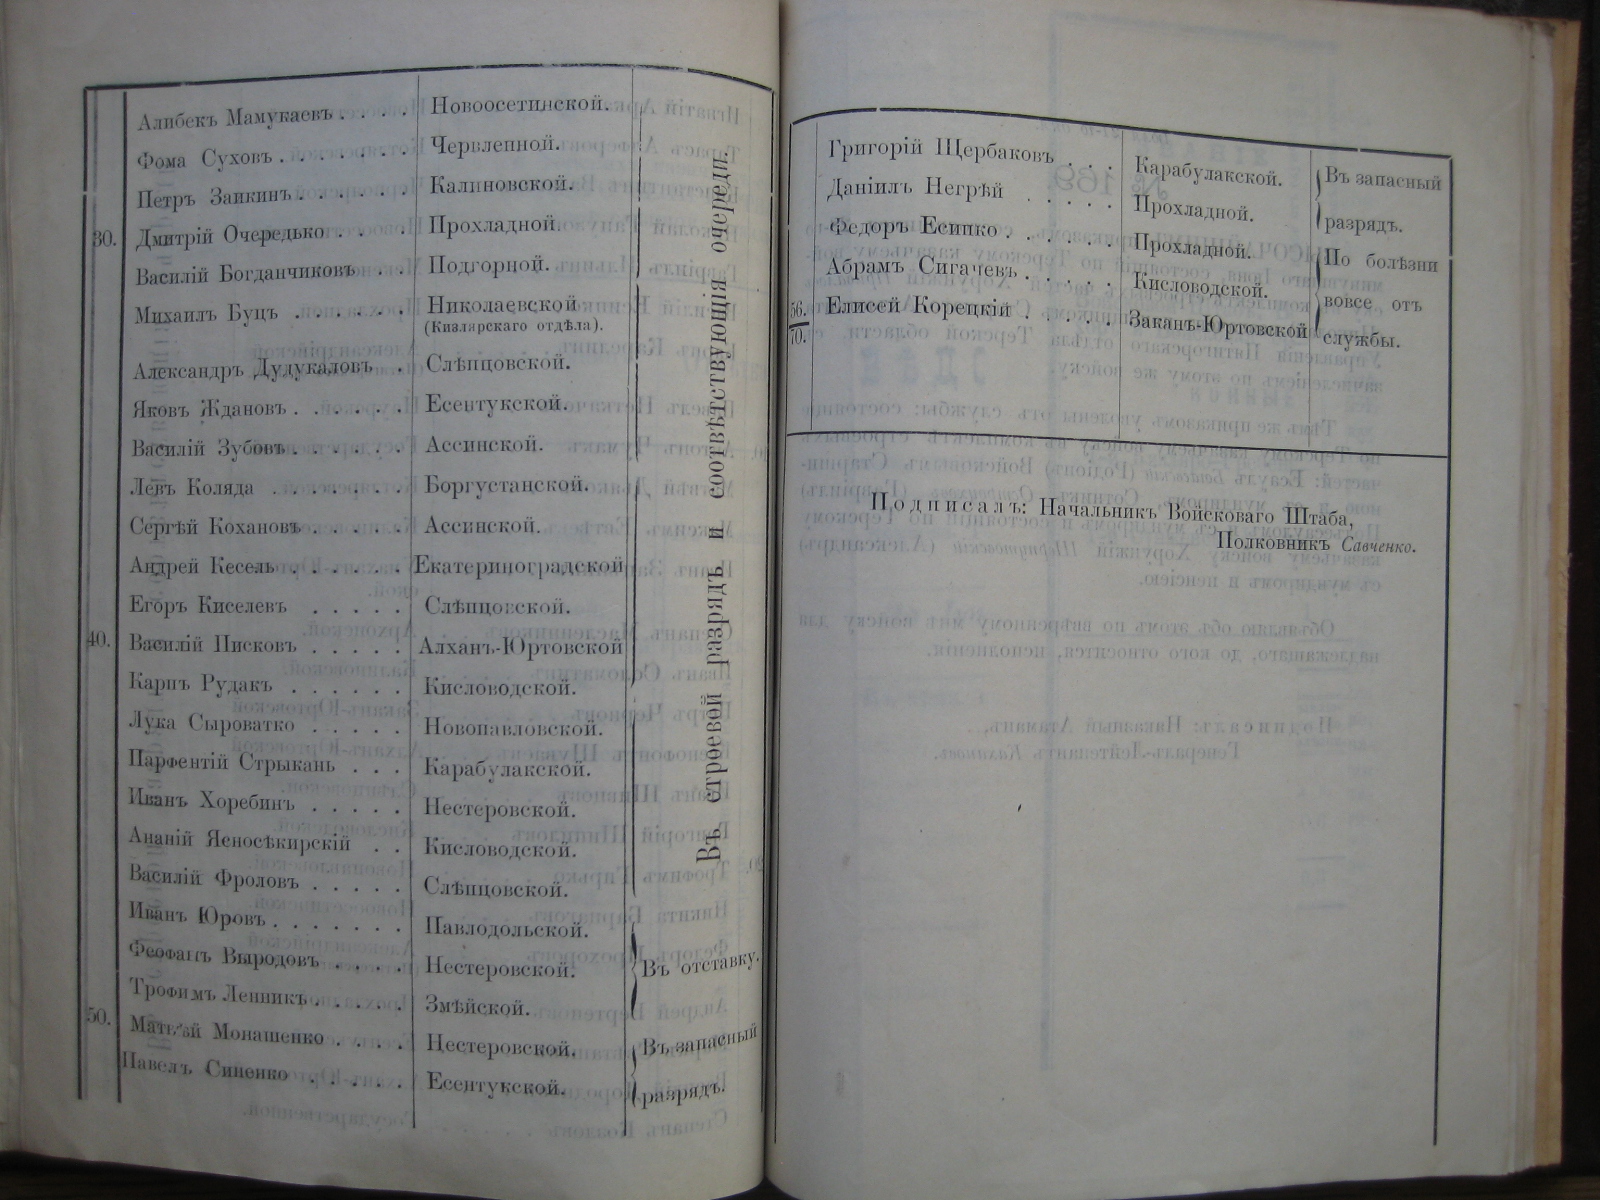 Алибекъ Мамукаевъ . . . . Новоосетинской.
Фома Суховъ . . . . . . . Червленной.
Петръ Заикинъ . . . . . . Калиновской.
30. Дмитрій Очередько . . . . Прохладной.
Василій Богданчиковъ . . Подгорной.
Михаилъ Буцъ . . . . . . Николаевской
(Кизлярскаго отдѣла).
Александръ Дудукаловъ . Слѣпцовской.
Яковъ Ждановъ . . . . . . Есентукской.
Василій Зубовъ . . . . . . Ассинской.
Левъ Коляда . . . . . . . Боргустанской.
Сергѣй Кохановъ . . . . . Ассинской.
Андрей Кесель . . . . . . Екатериноградской
Егоръ Киселевъ . . . . . Слѣпцовской.
40. Василій Писковъ . . . . . Алханъ-Юртовской
Карпъ Рудакъ . . . . . . Кисловодской.
Лука Сыроватко . . . . . Новопавловской.
Парфентій Стрыкань . . . Карабулакской.
Иванъ Хоребинъ . . . . . Нестеровской.
Ананій Ясносѣкирскій . . Кисловодской.
Василій Фроловъ . . . . . Слѣпцовской.
Иванъ Юровъ . . . . . . . Павлодольской.
Въ строевой разрядъ и соотвѣтствующія очереди.
Феофанъ Выродовъ . . . . Нестеровской. Въ отставку.
Трофимъ Ленникъ . . . . . Змѣйской.
50. Матвѣй Монашенко . . . . Нестеровской. Въ запасный
Павелъ Синенко . . . . . Есентукской. разрядъ.
Григорій Щербаковъ . . . Карабулакской. Въ запасный
Даніилъ Негрѣй . . . . . Прохладной. разрядъ.
Федоръ Есипко . . . . . Прохладной. По болѣзни
Абрамъ Сигачевъ . . . . . Кисловодской. вовсе отъ
56./70. Елисей Корецкій . . . . . Заканъ-Юртовской службы.
Подписалъ: Начальникъ Войсковаго Штаба,
Полковникъ Савченко.